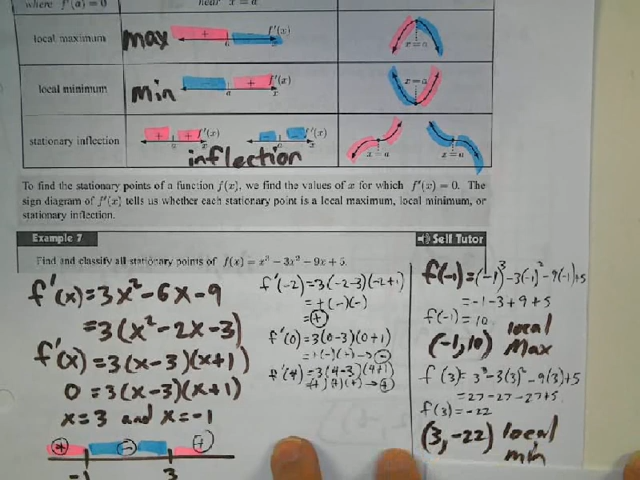 where f'(a) = 0
near x = a
local maximum
max
+
f'(x)
a
x
x = a
local minimum
min
+
f'(x)
a
x
x = a
stationary inflection
+ + f'(x)
a x
- - f'(x)
a x
inflection
x = a
x = a
To find the stationary points of a function f(x), we find the values of x for which f'(x) = 0. The
sign diagram of f'(x) tells us whether each stationary point is a local maximum, local minimum, or
stationary inflection.
Example 7
Self Tutor
Find and classify all stationary points of f(x) = x³ - 3x² - 9x + 5.
f'(x)=3x²-6x-9
=3(x²-2x-3)
f'(x)=3(x-3)(x+1)
0=3(x-3)(x+1)
x=3 and x=-1
+ - +
-1 3
f'(-2)=3(-2-3)(-2+1)
=+(-)(-)
=+
f'(0)=3(0-3)(0+1)
=+(-)(+)→-
f'(4)=3(4-3)(4+1)
(+)(+)(+)→+
f(-1)=(-1)³-3(-1)²-9(-1)+5
=-1-3+9+5
f(-1)=10
local
(-1,10) Max
f(3)=3³-3(3)²-9(3)+5
=27-27-27+5
f(3)=-22
(3,-22) local
min